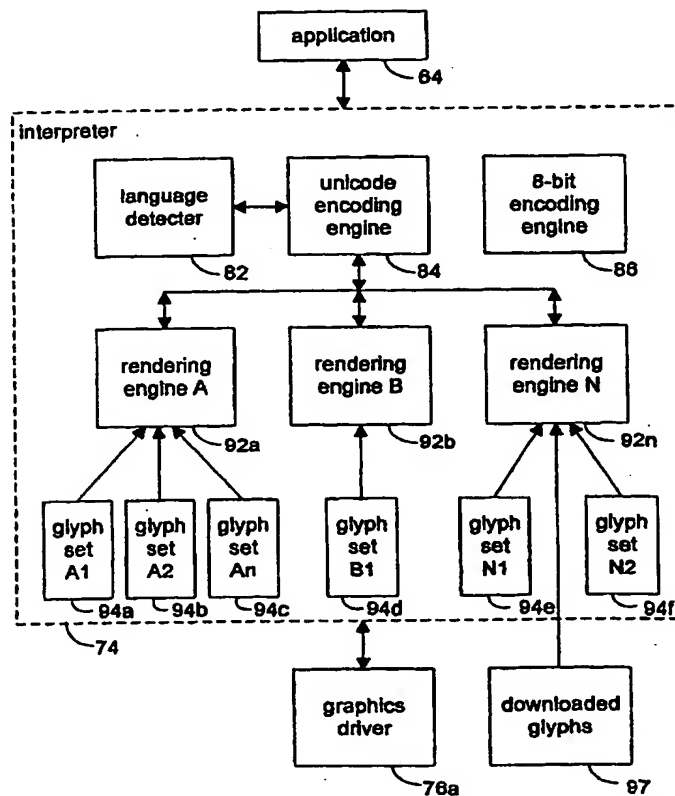 application
64
interpreter
language
detecter
82
unicode
encoding
engine
84
8-bit
encoding
engine
86
rendering
engine A
92a
rendering
engine B
92b
rendering
engine N
92n
glyph
set
A1
94a
glyph
set
A2
94b
glyph
set
An
94c
glyph
set
B1
94d
glyph
set
N1
94e
glyph
set
N2
94f
74
graphics
driver
76a
downloaded
glyphs
97